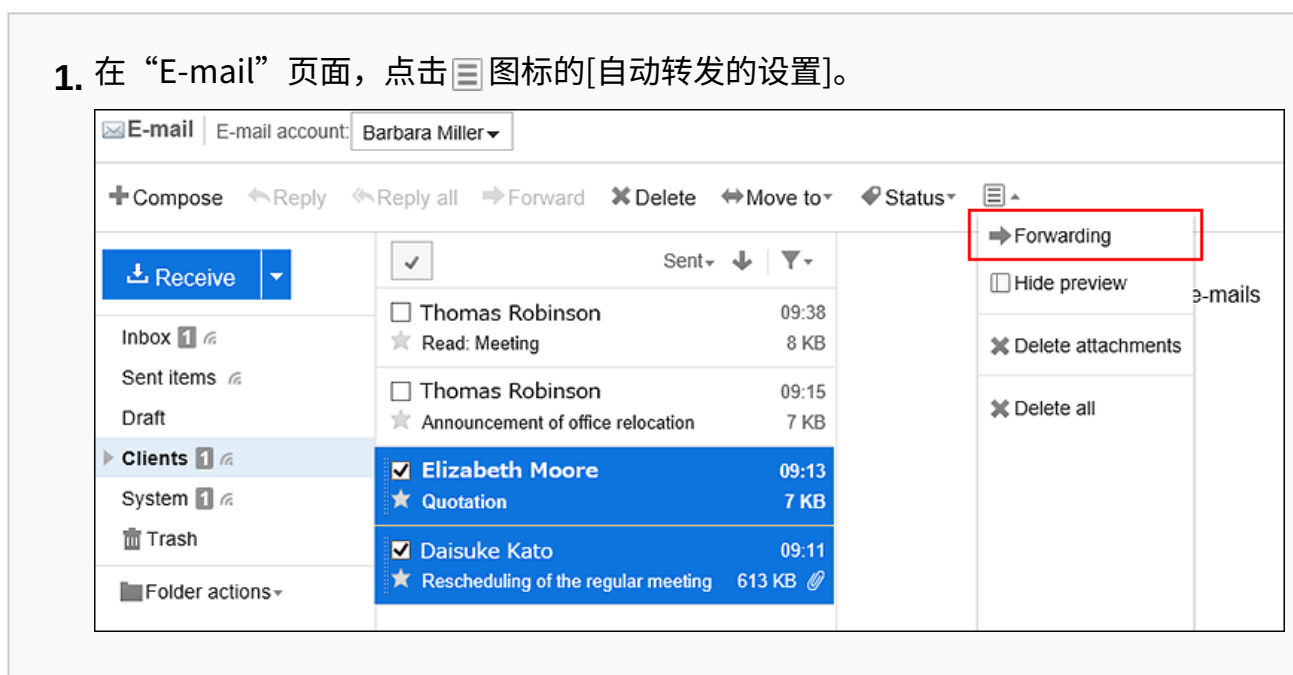 1. 在“E-mail”页面，点击图标的[自动转发的设置]。
E-mail E-mail account: Barbara Miller
Compose Reply Reply all Forward Delete Move to Status
Forwarding
Receive Sent
Hide preview
e-mails
Thomas Robinson 09:38
Inbox 1
Read: Meeting 8 KB
Delete attachments
Sent items
Thomas Robinson 09:15
Draft
Announcement of office relocation 7 KB
Delete all
Clients 1
Elizabeth Moore 09:13
System 1
Quotation 7 KB
Trash
Daisuke Kato 09:11
Rescheduling of the regular meeting 613 KB
Folder actions